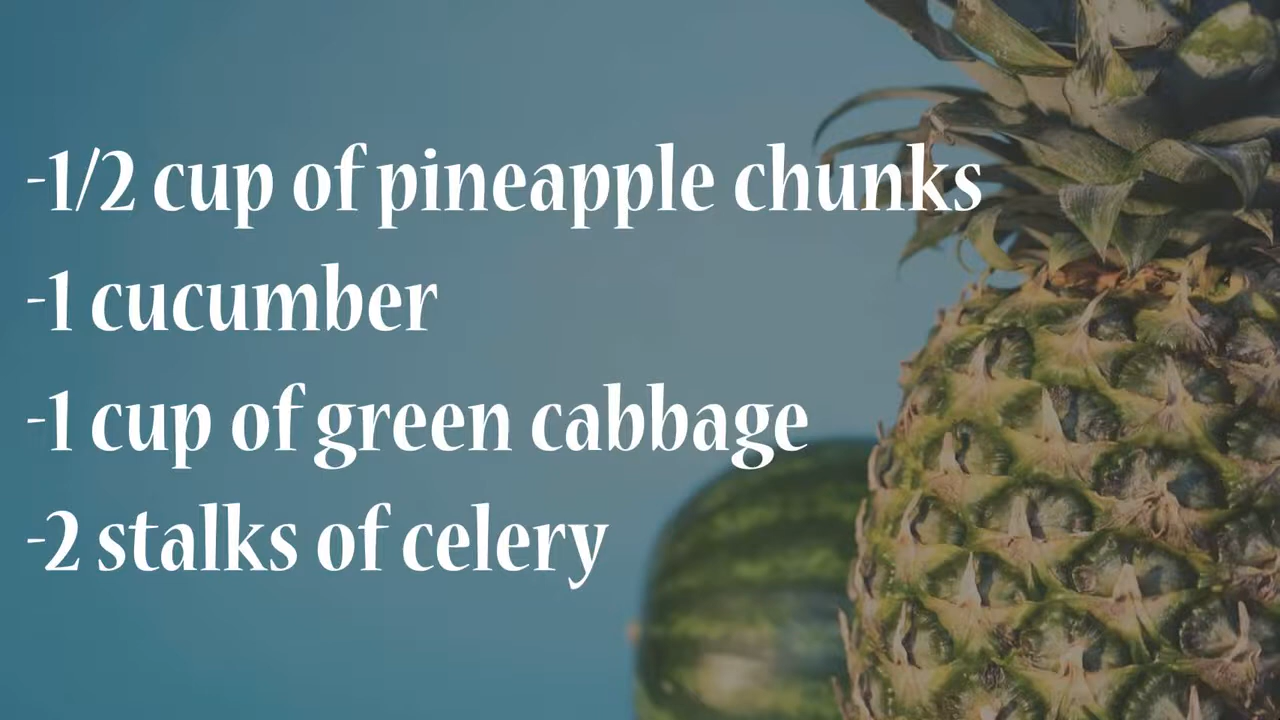 -1/2 cup of pineapple chunks
-1 cucumber
-1 cup of green cabbage
-2 stalks of celery